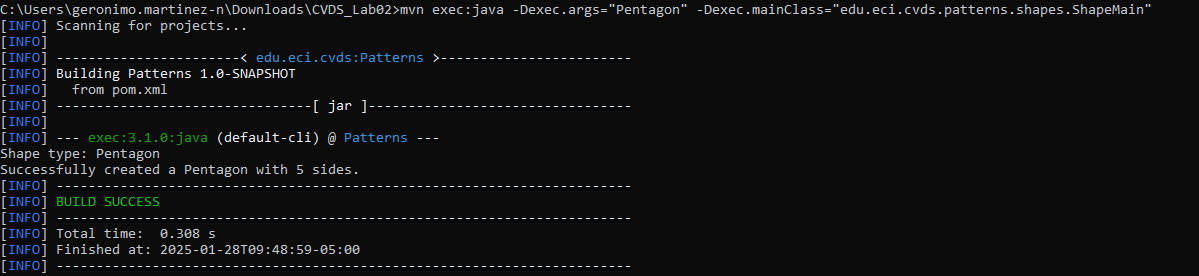 C:\Users\geronimo.martinez-n\Downloads\CVDS_Lab02>mvn exec:java -Dexec.args="Pentagon" -Dexec.mainClass="edu.eci.cvds.patterns.shapes.ShapeMain"
[INFO] Scanning for projects...
[INFO]
[INFO] -----------------------< edu.eci.cvds:Patterns >------------------------
[INFO] Building Patterns 1.0-SNAPSHOT
[INFO]   from pom.xml
[INFO] --------------------------------[ jar ]---------------------------------
[INFO]
[INFO] --- exec:3.1.0:java (default-cli) @ Patterns ---
Shape type: Pentagon
Successfully created a Pentagon with 5 sides.
[INFO] ------------------------------------------------------------------------
[INFO] BUILD SUCCESS
[INFO] ------------------------------------------------------------------------
[INFO] Total time:  0.308 s
[INFO] Finished at: 2025-01-28T09:48:59-05:00
[INFO] ------------------------------------------------------------------------